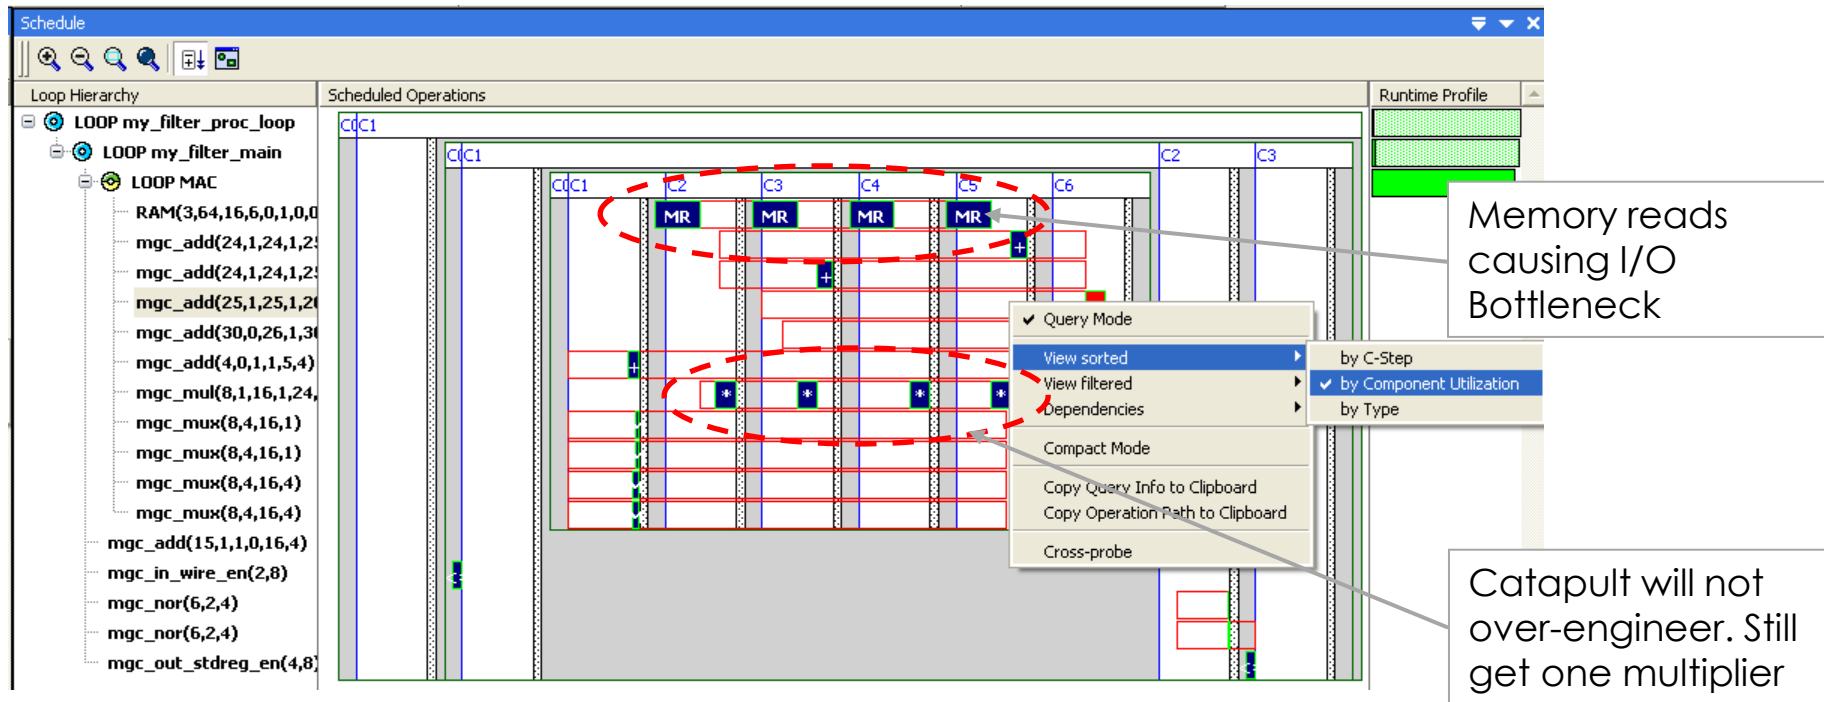 Schedule
Loop Hierarchy
Scheduled Operations
Runtime Profile
LOOP my_filter_proc_loop
LOOP my_filter_main
LOOP MAC
RAM(3,64,16,6,0,1,0,0
mgc_add(24,1,24,1,25
mgc_add(24,1,24,1,25
mgc_add(25,1,25,1,26
mgc_add(30,0,26,1,30
mgc_add(4,0,1,1,5,4)
mgc_mul(8,1,16,1,24,
mgc_mux(8,4,16,1)
mgc_mux(8,4,16,1)
mgc_mux(8,4,16,4)
mgc_mux(8,4,16,4)
mgc_add(15,1,1,0,16,4)
mgc_in_wire_en(2,8)
mgc_nor(6,2,4)
mgc_nor(6,2,4)
mgc_out_stdreg_en(4,8)
C1
C1 C2 C3
C1 C2 C3 C4 C5 C6
MR MR MR MR
+
+
+
* * * *
Query Mode
View sorted
View filtered
Dependencies
Compact Mode
Copy Query Info to Clipboard
Copy Operation Path to Clipboard
Cross-probe
by C-Step
by Component Utilization
by Type
Memory reads
causing I/O
Bottleneck
Catapult will not
over-engineer. Still
get one multiplier